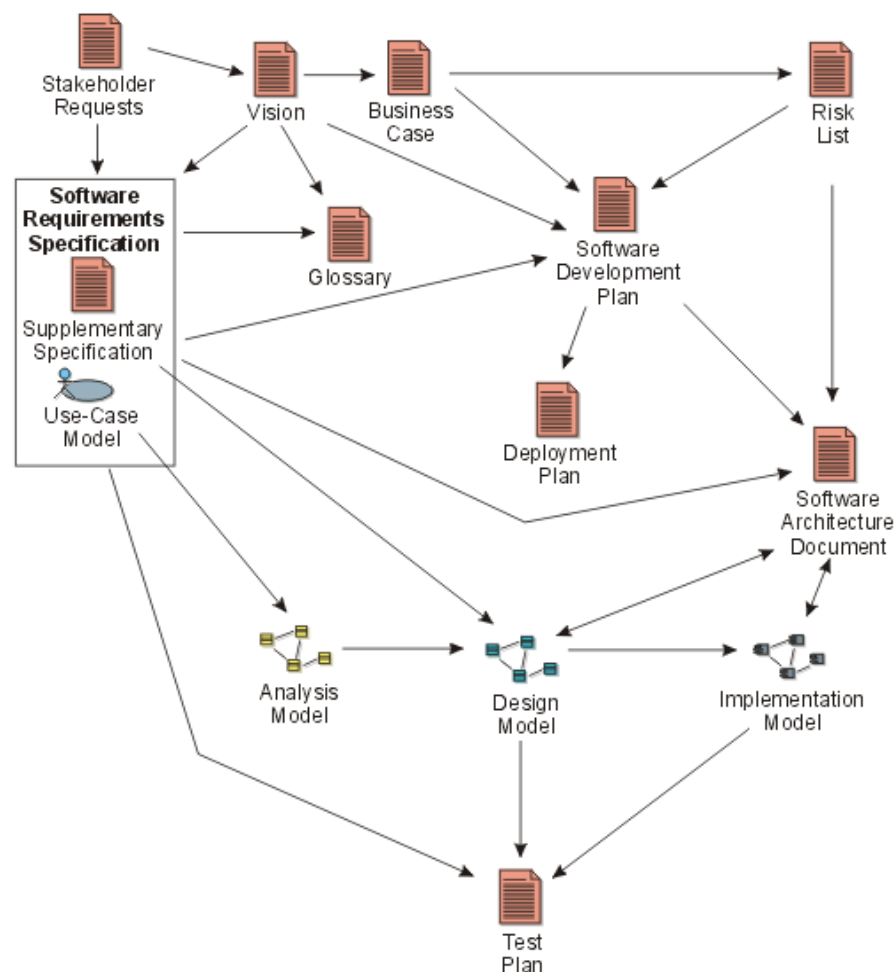 Stakeholder
Requests
Vision
Business
Case
Risk
List
Software
Requirements
Specification
Supplementary
Specification
Use-Case
Model
Glossary
Software
Development
Plan
Deployment
Plan
Software
Architecture
Document
Analysis
Model
Design
Model
Implementation
Model
Test
Plan